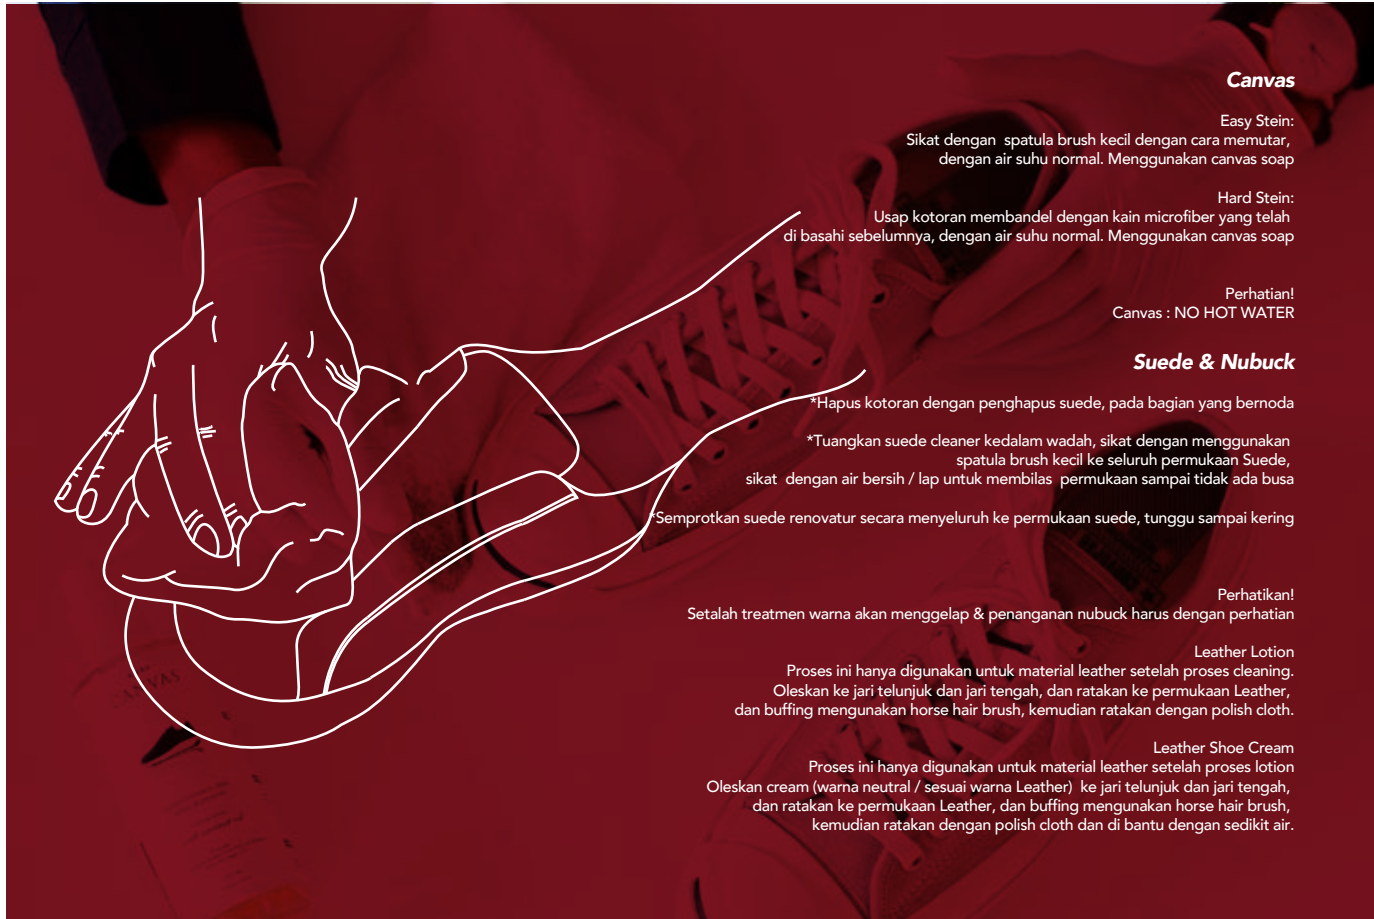 Canvas
Easy Stein:
Sikat dengan spatula brush kecil dengan cara memutar,
dengan air suhu normal. Menggunakan canvas soap
Hard Stein:
Usap kotoran membandel dengan kain microfiber yang telah
di basahi sebelumnya, dengan air suhu normal. Menggunakan canvas soap
Perhatian!
Canvas : NO HOT WATER
Suede & Nubuck
*Hapus kotoran dengan penghapus suede, pada bagian yang bernoda
*Tuangkan suede cleaner kedalam wadah, sikat dengan menggunakan
spatula brush kecil ke seluruh permukaan Suede,
sikat dengan air bersih / lap untuk membilas permukaan sampai tidak ada busa
*Semprotkan suede renovatur secara menyeluruh ke permukaan suede, tunggu sampai kering
Perhatikan!
Setalah treatmen warna akan menggelap & penanganan nubuck harus dengan perhatian
Leather Lotion
Proses ini hanya digunakan untuk material leather setelah proses cleaning.
Oleskan ke jari telunjuk dan jari tengah, dan ratakan ke permukaan Leather,
dan buffing mengunakan horse hair brush, kemudian ratakan dengan polish cloth.
Leather Shoe Cream
Proses ini hanya digunakan untuk material leather setelah proses lotion
Oleskan cream (warna neutral / sesuai warna Leather) ke jari telunjuk dan jari tengah,
dan ratakan ke permukaan Leather, dan buffing mengunakan horse hair brush,
kemudian ratakan dengan polish cloth dan di bantu dengan sedikit air.
CANVAS